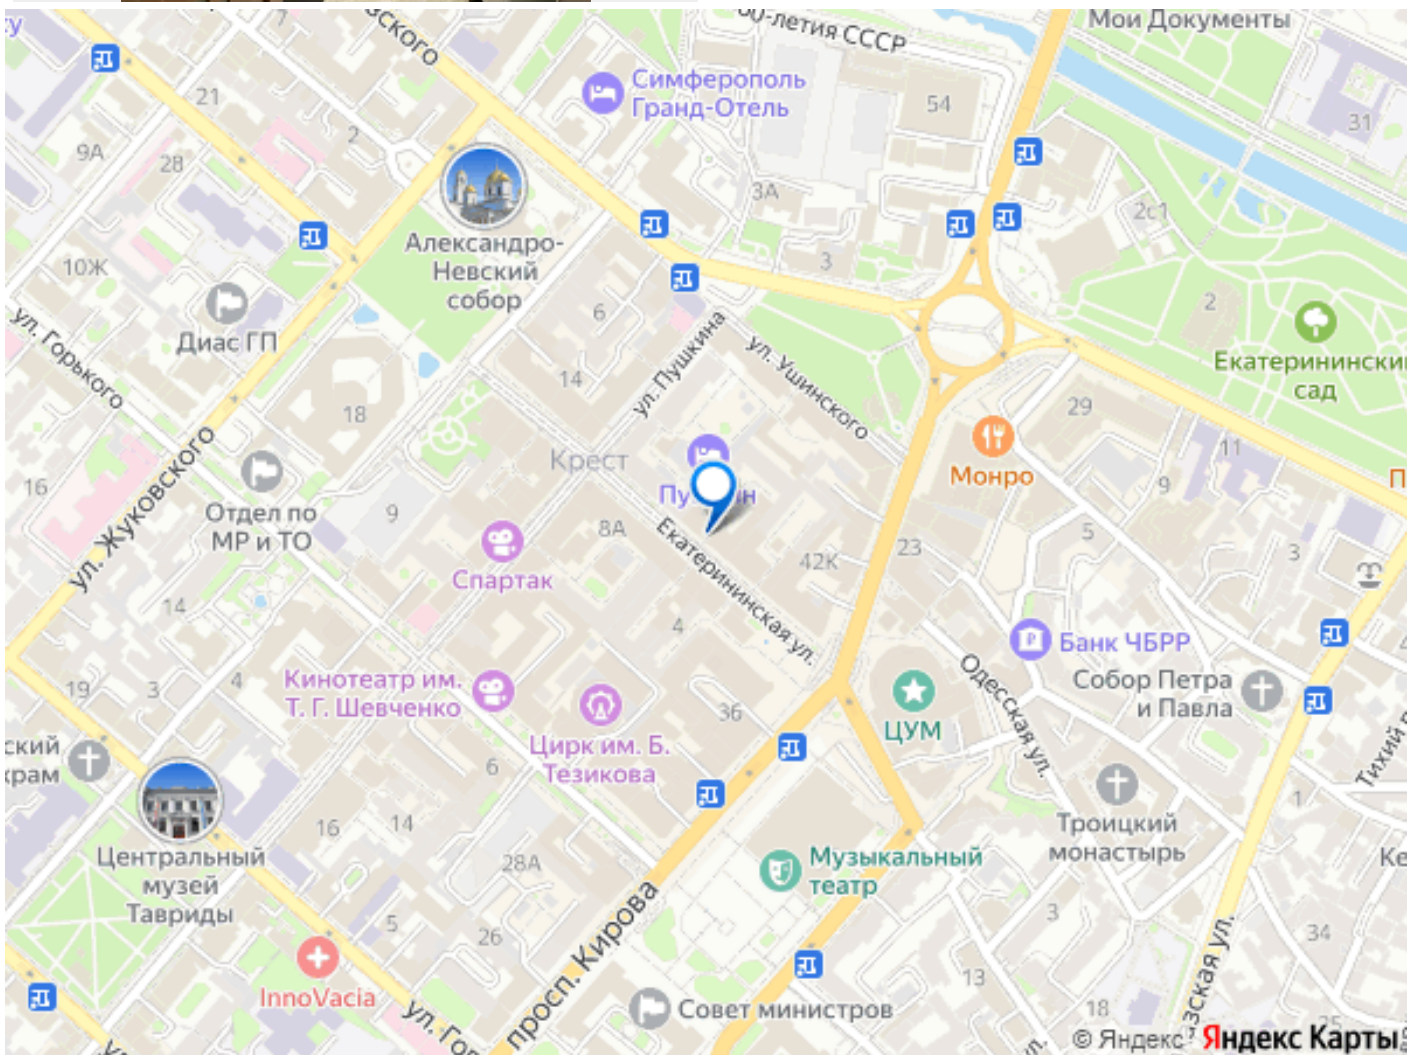 60-летия СССР
Мои Документы
Симферополь
Гранд-Отель
54
31
21
2
9А
28
3А
2с1
Александро-
Невский
собор
10Ж
3
2
6
Диас ГП
ул. Горького
ул. Пушкина
ул. Ушинского
Екатерининский
сад
14
18
29
Крест
11
Монро
16
ул. Жуковского
9
Отдел по
МР и ТО
9
8А
5
3
Спартак
Екатерининская ул.
42К
23
14
4
Банк ЧБРР
Одесская ул.
Собор Петра
и Павла
19
3
4
Кинотеатр им.
Т. Г. Шевченко
36
ЦУМ
Цирк им. Б.
Тезикова
6
Тихий
1
Троицкий
монастырь
16
14
28А
Центральный
музей
Тавриды
Музыкальный
театр
5
26
3
34
InnoVacia
просп. Кирова
13
18
Совет министров
© Яндекс Яндекс Карты